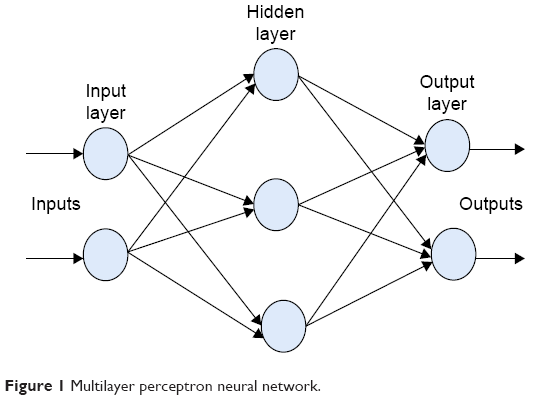 Hidden
layer
Input
layer
Output
layer
Inputs
Outputs
Figure 1 Multilayer perceptron neural network.